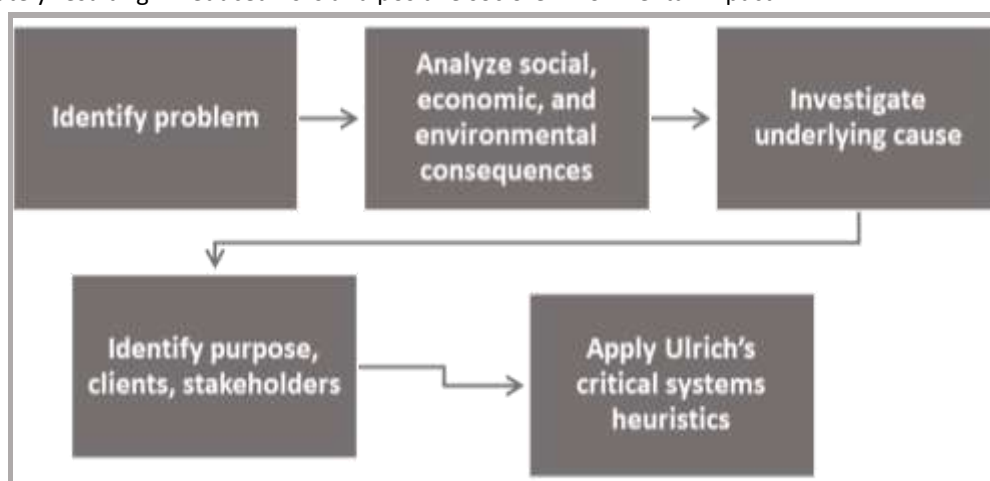 Identify problem
Analyze social,
economic, and
environmental
consequences
Investigate
underlying cause
Identify purpose,
clients, stakeholders
Apply Ulrich's
critical systems
heuristics